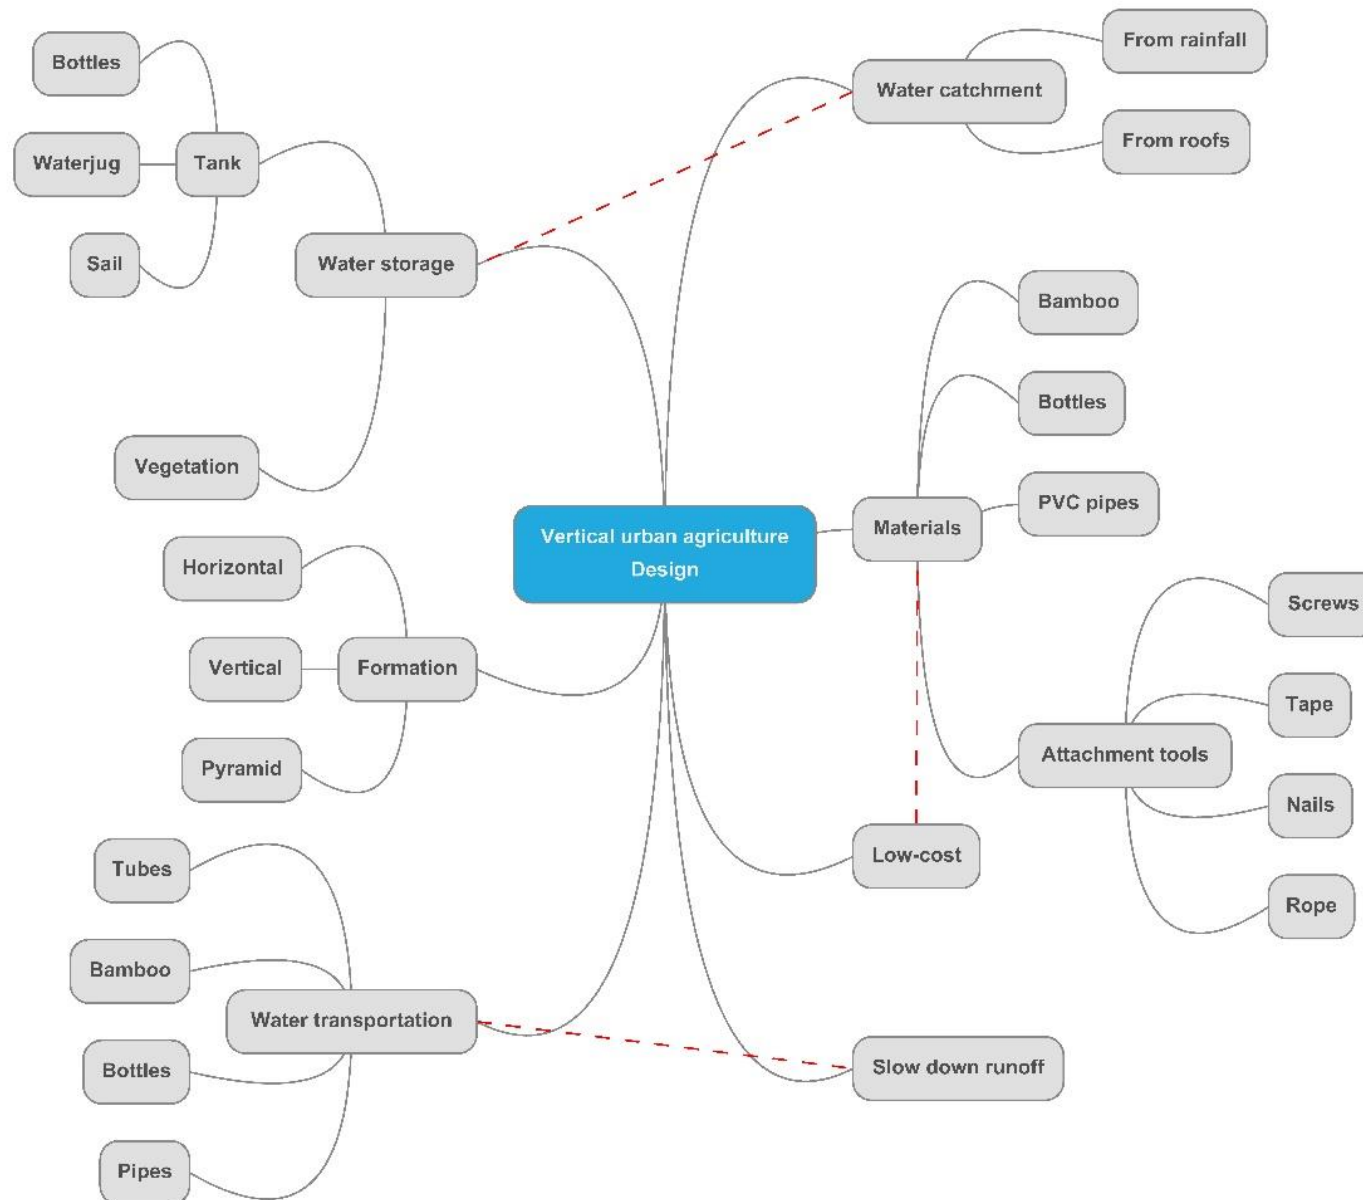 Bottles
Waterjug
Tank
Sail
Water storage
Vegetation
Horizontal
Vertical
Formation
Pyramid
Tubes
Bamboo
Water transportation
Bottles
Pipes
Vertical urban agriculture
Design
Water catchment
From rainfall
From roofs
Materials
Bamboo
Bottles
PVC pipes
Attachment tools
Screws
Tape
Nails
Rope
Low-cost
Slow down runoff